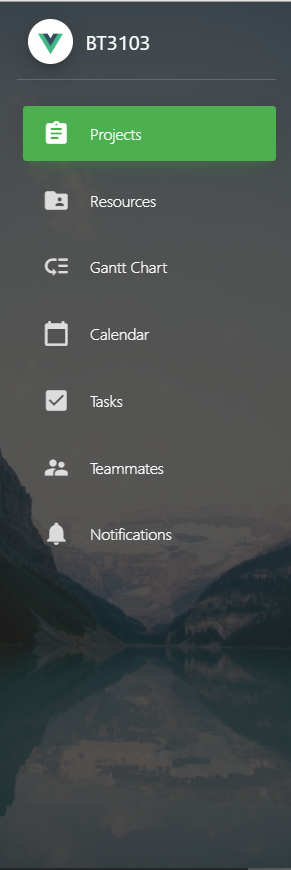 BT3103
Projects
Resources
Gantt Chart
Calendar
Tasks
Teammates
Notifications